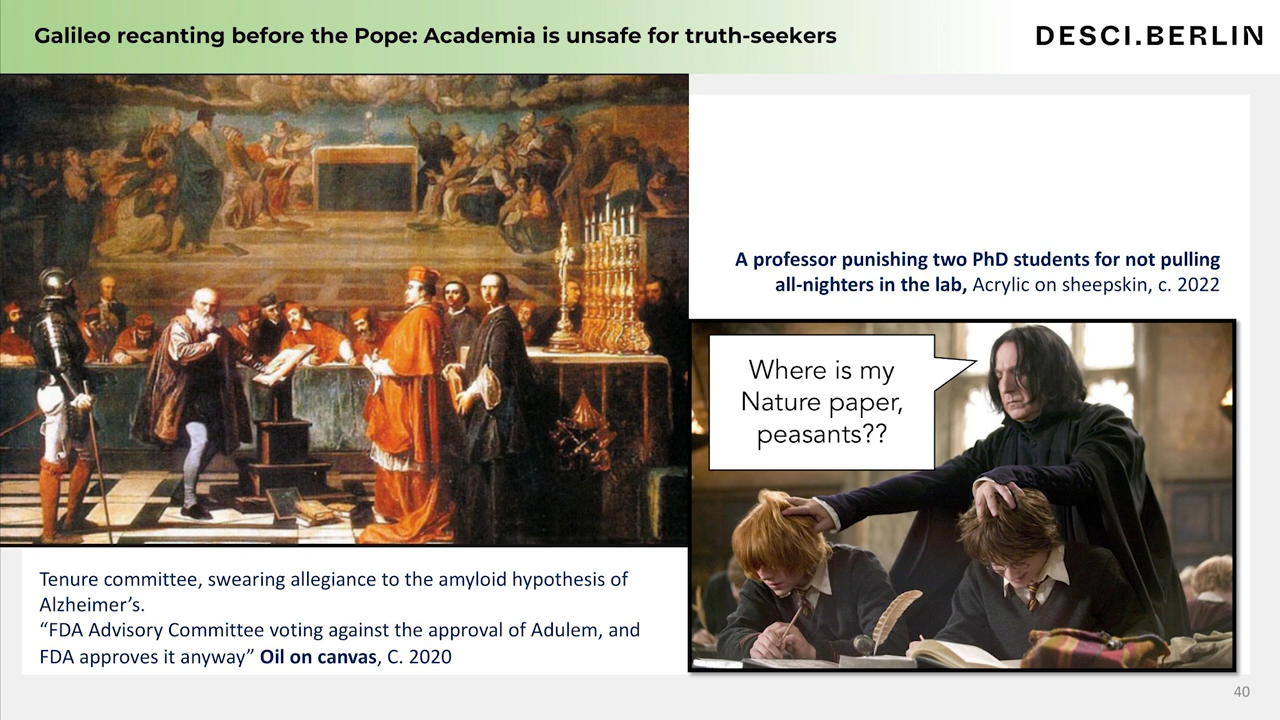 Galileo recanting before the Pope: Academia is unsafe for truth-seekers
DESCI.BERLIN
A professor punishing two PhD students for not pulling
all-nighters in the lab, Acrylic on sheepskin, c. 2022
Where is my
Nature paper,
peasants??
Tenure committee, swearing allegiance to the amyloid hypothesis of
Alzheimer’s.
“FDA Advisory Committee voting against the approval of Adulem, and
FDA approves it anyway” Oil on canvas, C. 2020
40